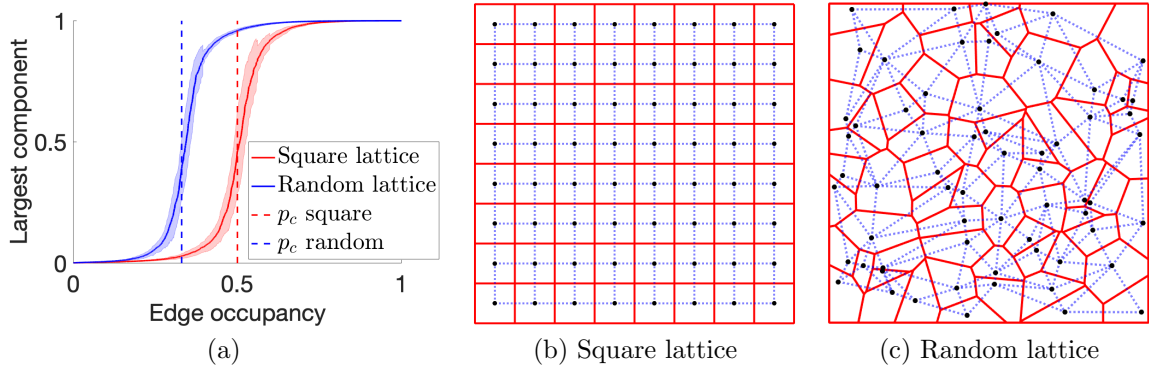 1
0.5
0
Largest component
0
0.5
1
Edge occupancy
Square lattice
Random lattice
p_c square
p_c random
(a)
(b) Square lattice
(c) Random lattice